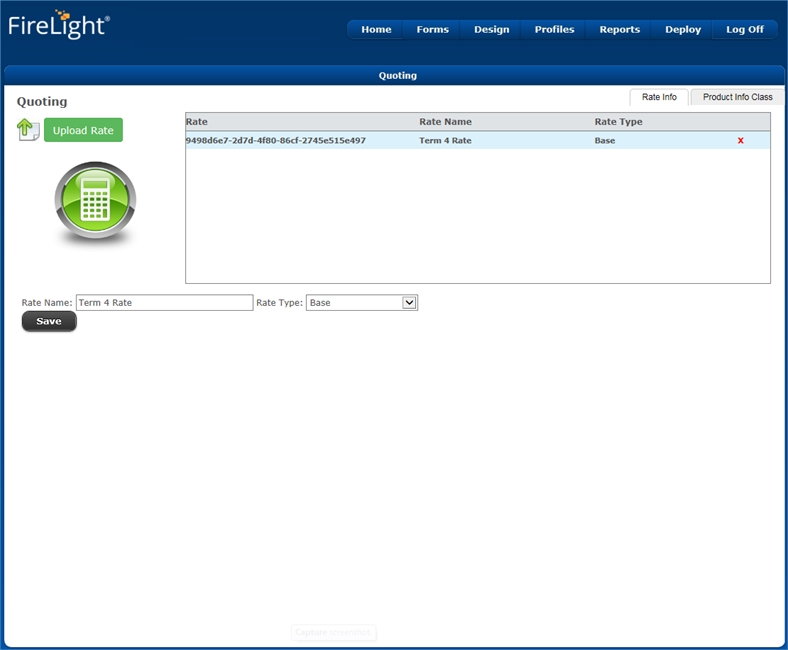 FireLight®
Home Forms Design Profiles Reports Deploy Log Off
Quoting
Quoting
Rate Info Product Info Class
Upload Rate
Rate Rate Name Rate Type
9498d6e7-2d7d-4f80-86cf-2745e515e497 Term 4 Rate Base X
Rate Name: Term 4 Rate Rate Type: Base
Save
Capture screenshot